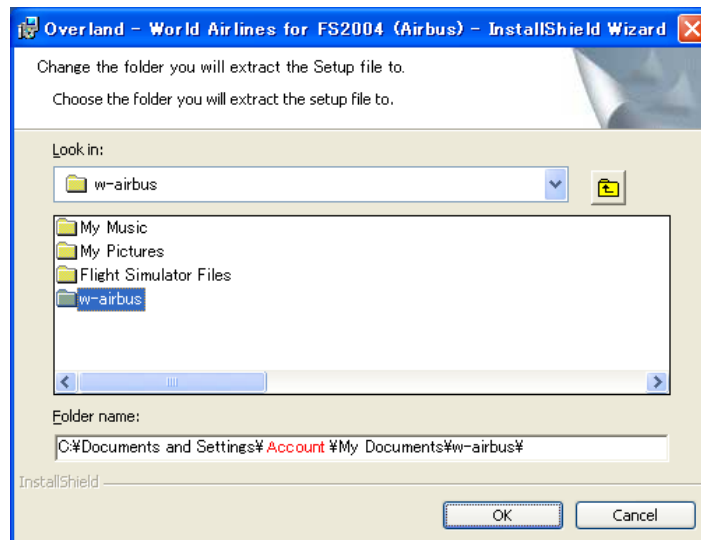 Overland - World Airlines for FS2004 (Airbus) - InstallShield Wizard
Change the folder you will extract the Setup file to.
Choose the folder you will extract the setup file to.
Look in:
w-airbus
My Music
My Pictures
Flight Simulator Files
w-airbus
Folder name:
C:¥Documents and Settings¥ Account ¥My Documents¥w-airbus¥
InstallShield
OK Cancel